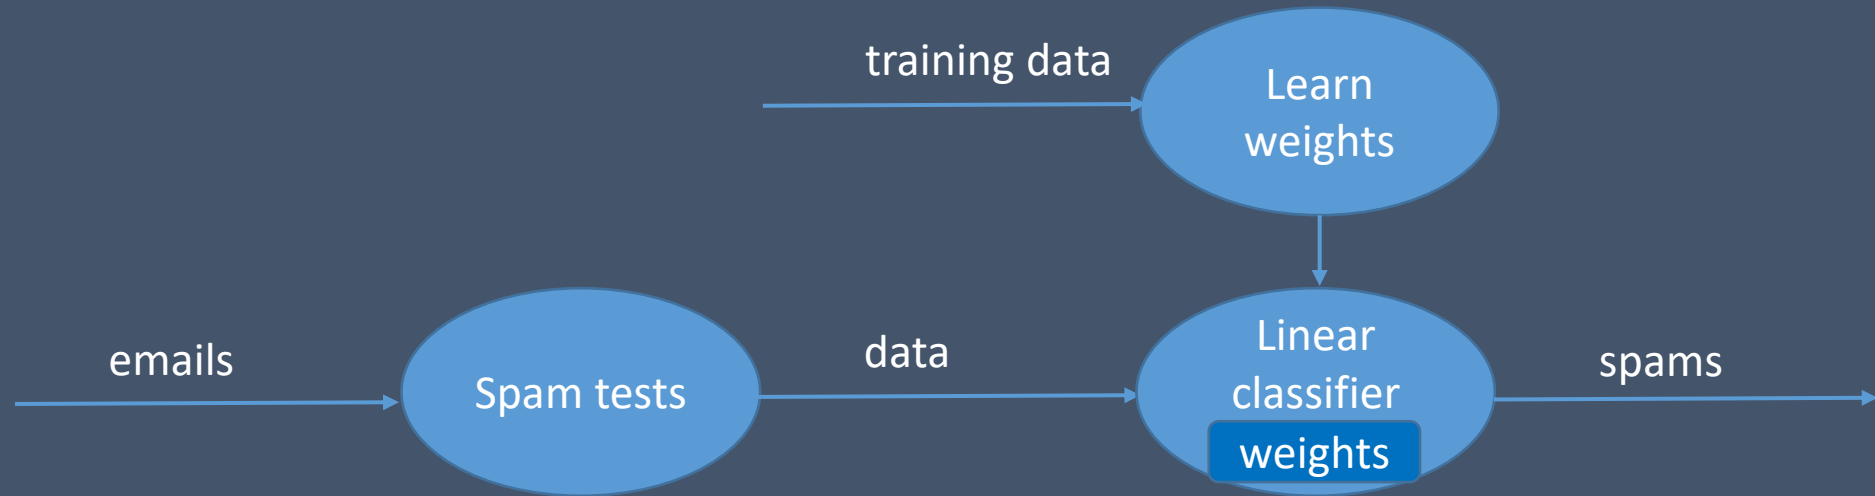 training data
Learn
weights
emails
Spam tests
data
Linear
classifier
weights
spams